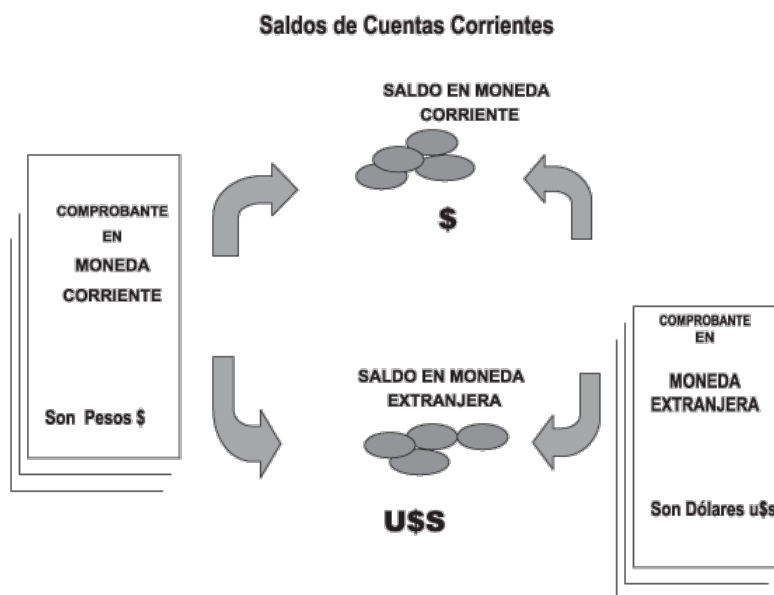 Saldos de Cuentas Corrientes
SALDO EN MONEDA
CORRIENTE
$
COMPROBANTE
EN
MONEDA
CORRIENTE
Son Pesos $
SALDO EN MONEDA
EXTRANJERA
U$S
COMPROBANTE
EN
MONEDA
EXTRANJERA
Son Dólares u$s